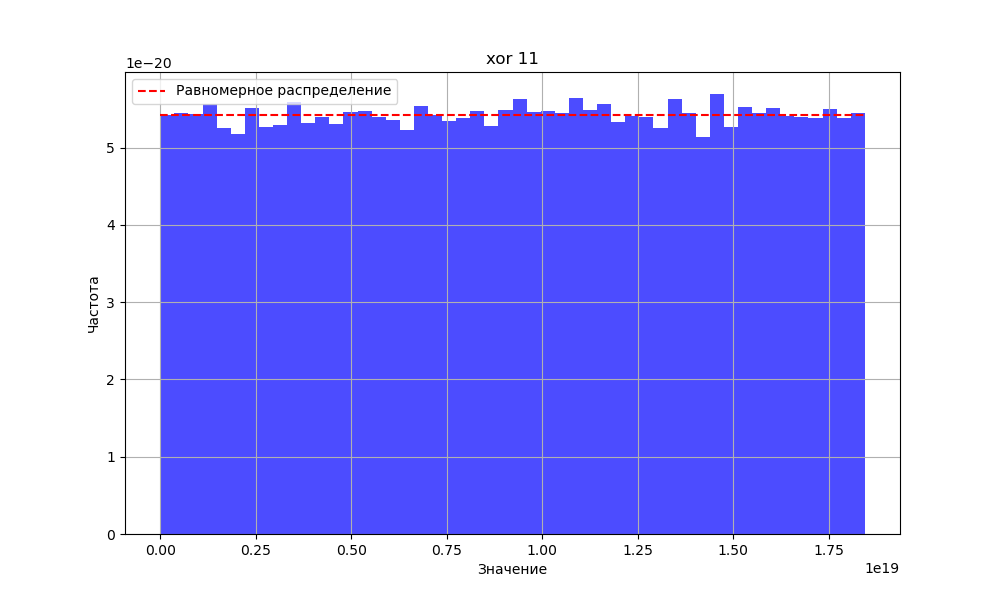 xor 11
1e−20
Равномерное распределение
5
4
3
2
1
0
Частота
0.00 0.25 0.50 0.75 1.00 1.25 1.50 1.75
1e19
Значение